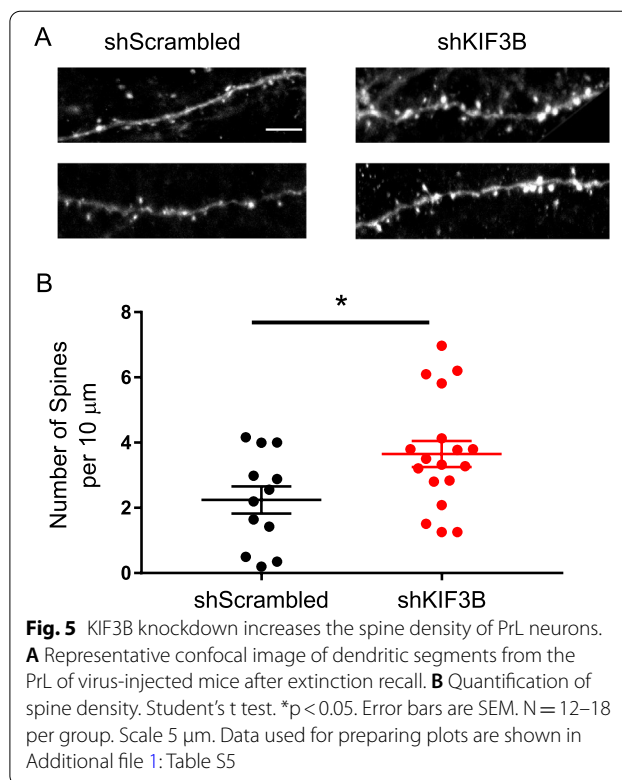 A
shScrambled
shKIF3B
B
*
Number of Spines
per 10 μm
8
6
4
2
0
shScrambled
shKIF3B
Fig. 5 KIF3B knockdown increases the spine density of PrL neurons.
A Representative confocal image of dendritic segments from the
PrL of virus-injected mice after extinction recall. B Quantification of
spine density. Student’s t test. *p < 0.05. Error bars are SEM. N = 12–18
per group. Scale 5 μm. Data used for preparing plots are shown in
Additional file 1: Table S5